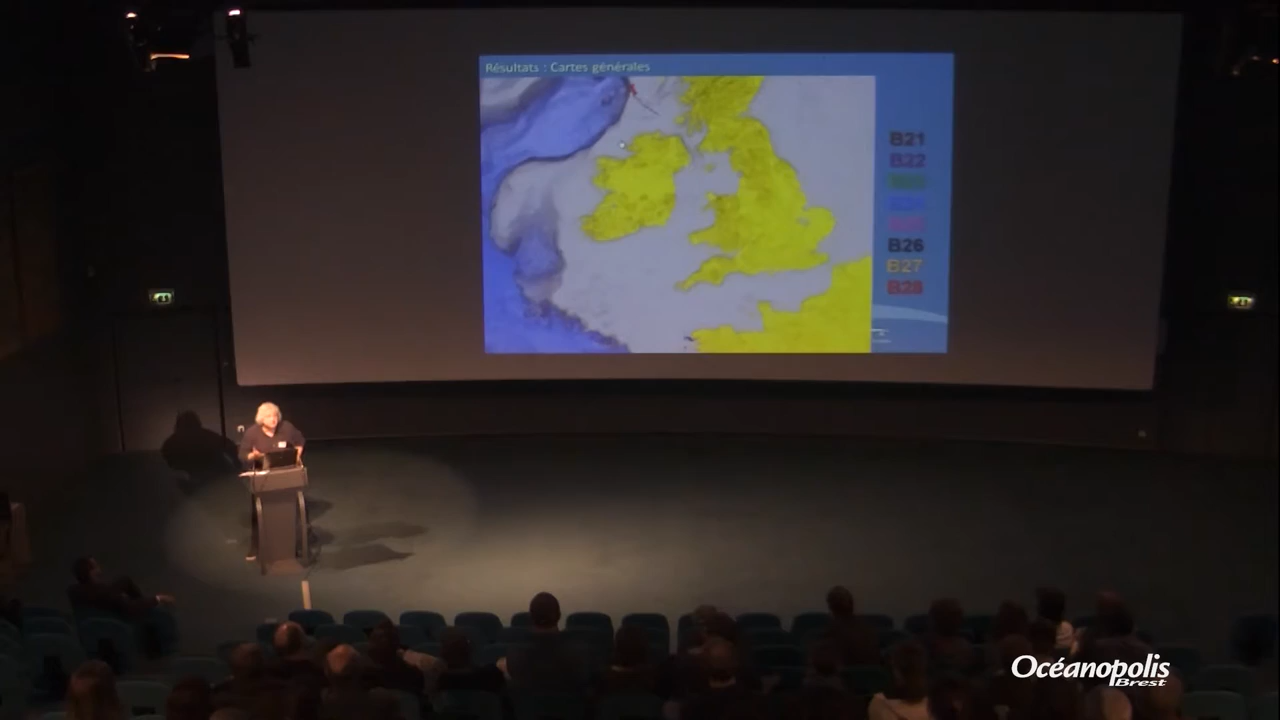 Résultats : Cartes générales
B21
B22
B26
B27
B28
Océanopolis
Brest